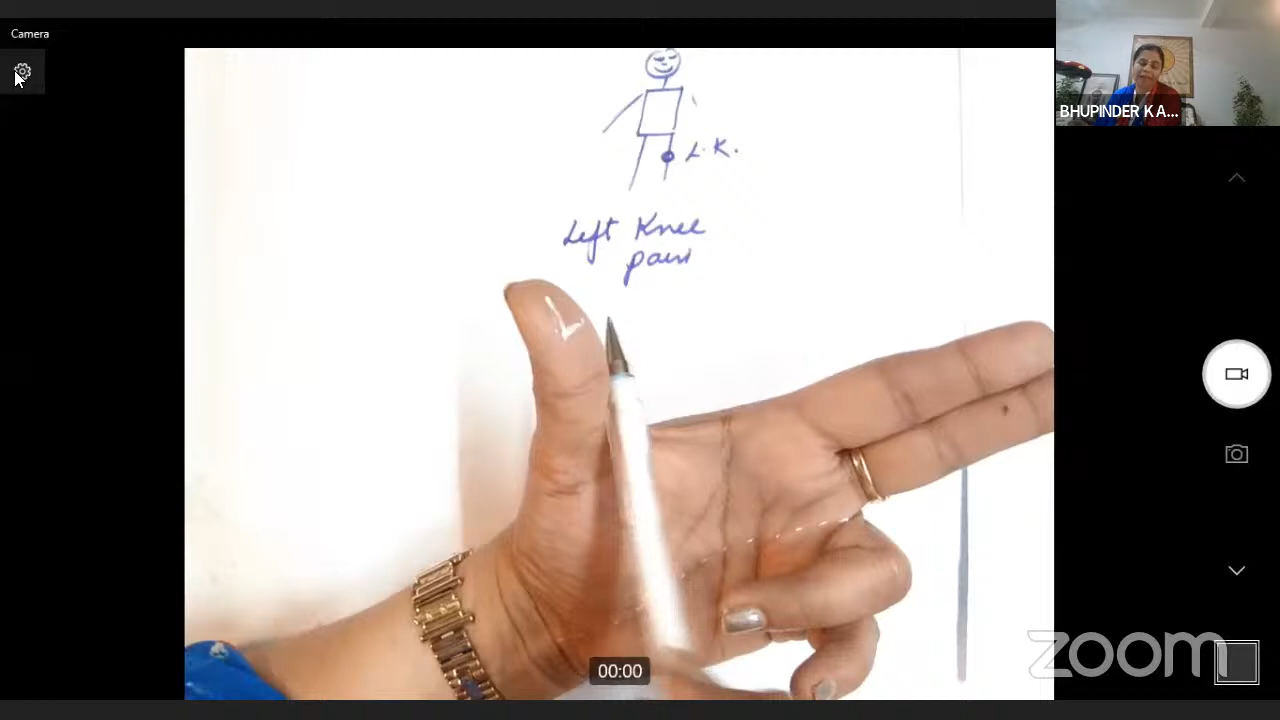 Camera
BHUPINDER K A...
L.K.
Left Knee
pain
00:00
zoom